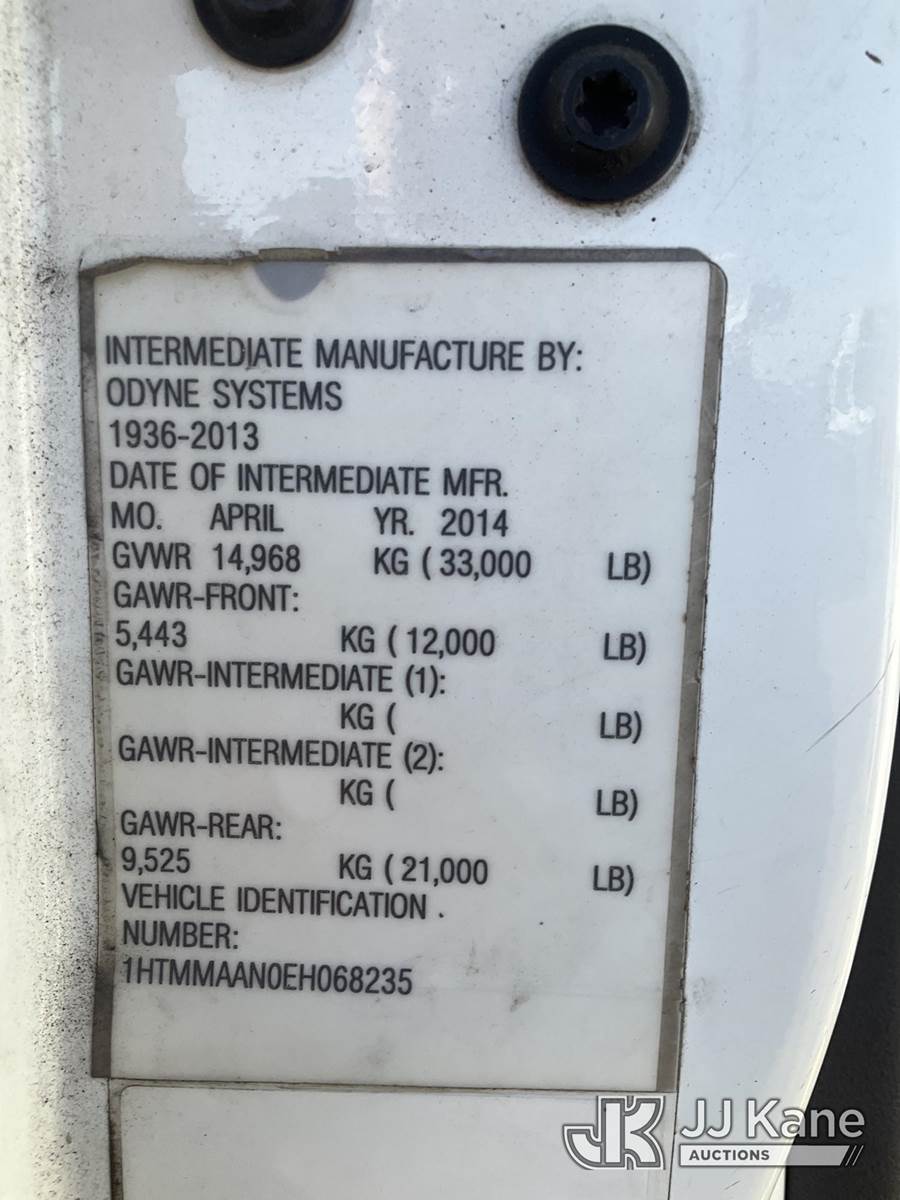 INTERMEDIATE MANUFACTURE BY:
ODYNE SYSTEMS
1936-2013
DATE OF INTERMEDIATE MFR.
MO. APRIL YR. 2014
GVWR 14,968 KG ( 33,000 LB)
GAWR-FRONT:
5,443 KG ( 12,000 LB)
GAWR-INTERMEDIATE (1):
KG ( LB)
GAWR-INTERMEDIATE (2):
KG ( LB)
GAWR-REAR:
9,525 KG ( 21,000 LB)
VEHICLE IDENTIFICATION .
NUMBER:
1HTMMAAN0EH068235
JK JJ Kane
AUCTIONS